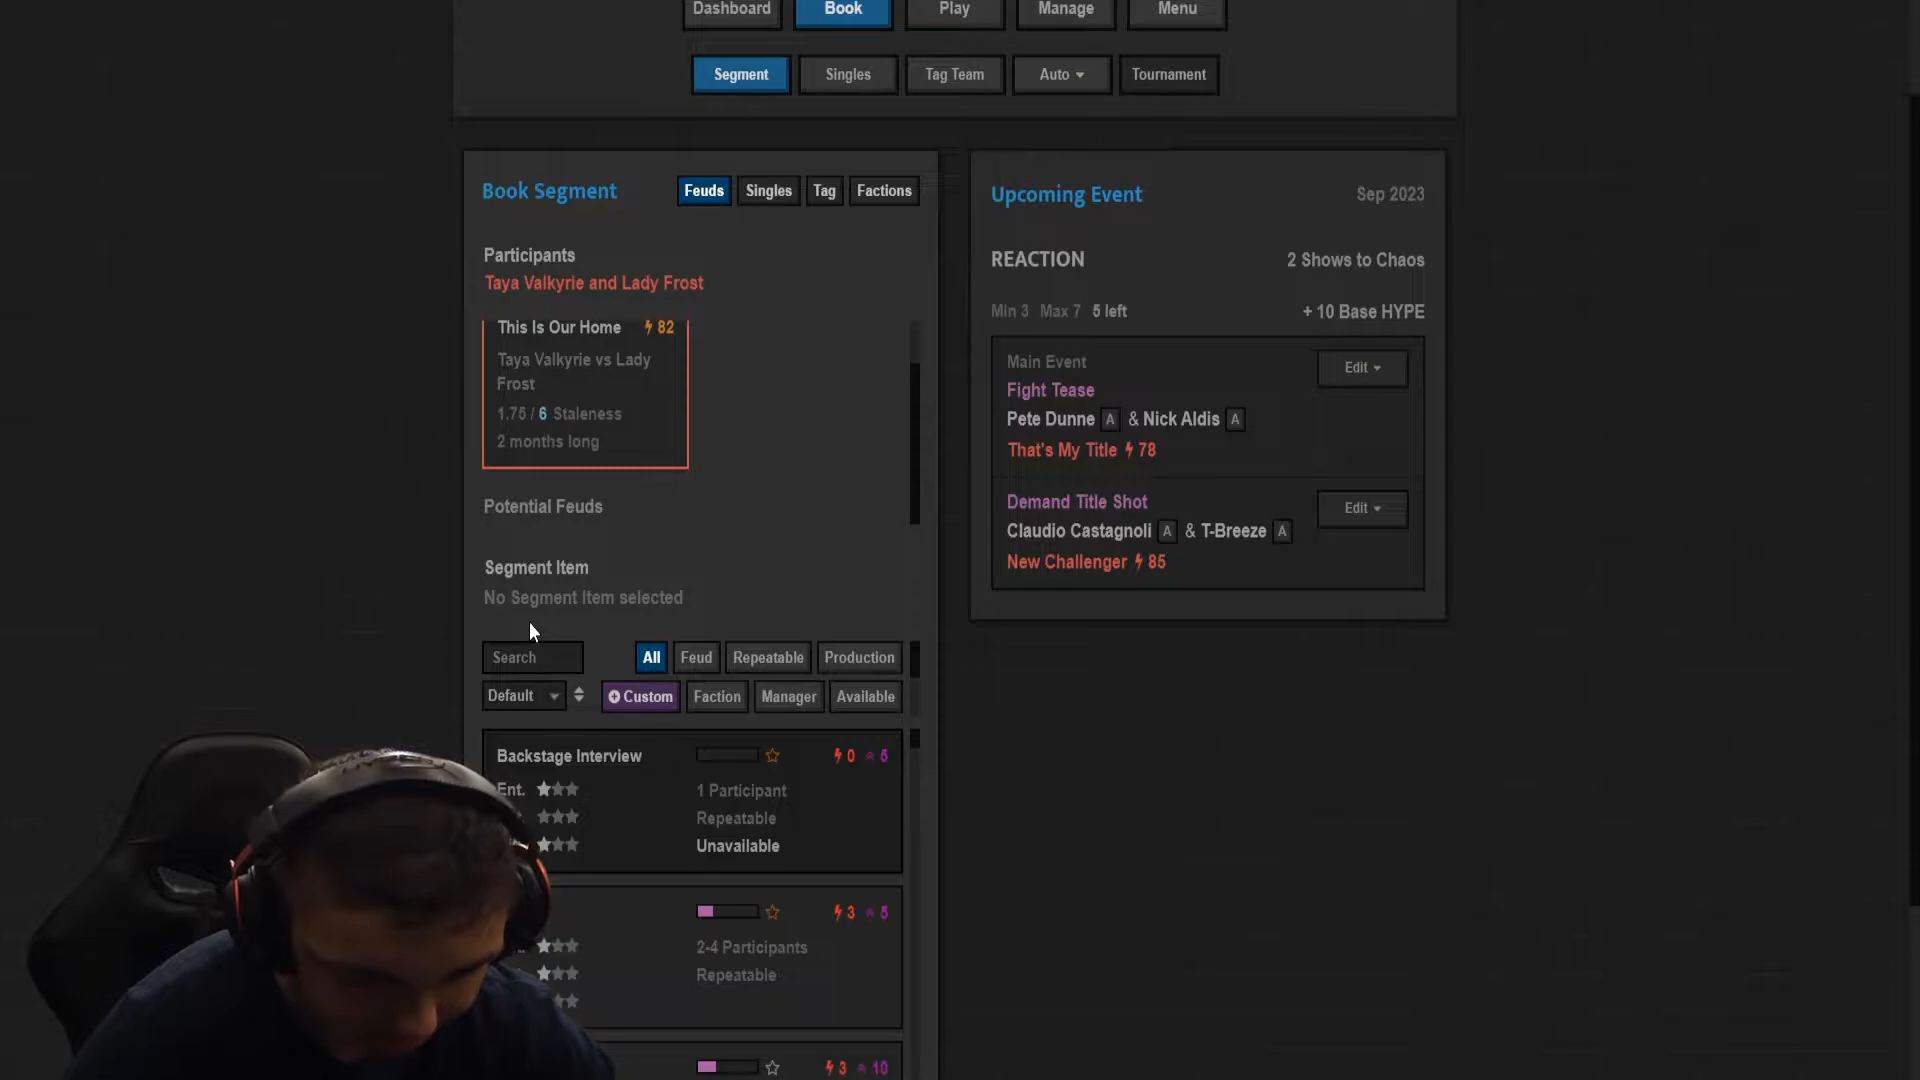 Dashboard Book Play Manage Menu
Segment Singles Tag Team Auto Tournament
Book Segment Feuds Singles Tag Factions
Participants
Taya Valkyrie and Lady Frost
This Is Our Home 82
Taya Valkyrie vs Lady
Frost
1.75 / 6 Staleness
2 months long
Potential Feuds
Segment Item
No Segment Item selected
Search All Feud Repeatable Production
Default Custom Faction Manager Available
Backstage Interview 0 5
Ent. 1 Participant
Repeatable
Unavailable
3 5
2-4 Participants
Repeatable
3 10
Upcoming Event Sep 2023
REACTION 2 Shows to Chaos
Min 3 Max 7 5 left + 10 Base HYPE
Main Event Edit
Fight Tease
Pete Dunne A & Nick Aldis A
That's My Title 78
Demand Title Shot Edit
Claudio Castagnoli A & T-Breeze A
New Challenger 85